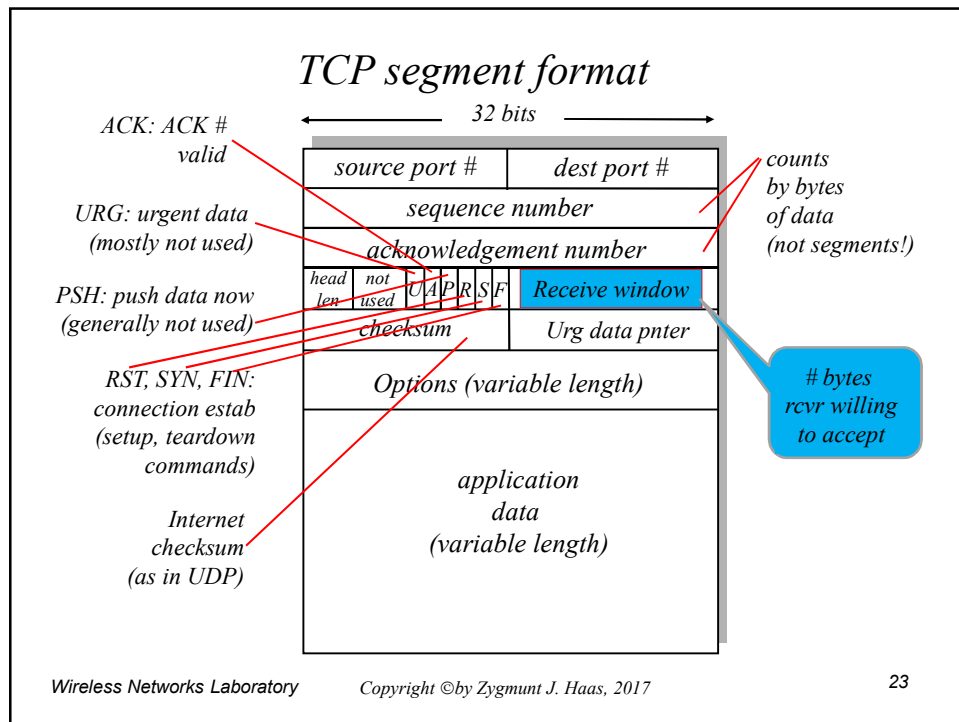 TCP segment format
32 bits
ACK: ACK #
valid
URG: urgent data
(mostly not used)
PSH: push data now
(generally not used)
RST, SYN, FIN:
connection estab
(setup, teardown
commands)
Internet
checksum
(as in UDP)
source port #
dest port #
sequence number
acknowledgement number
head
len
not
used
U A P R S F
Receive window
checksum
Urg data pnter
Options (variable length)
application
data
(variable length)
counts
by bytes
of data
(not segments!)
# bytes
rcvr willing
to accept
Wireless Networks Laboratory
Copyright ©by Zygmunt J. Haas, 2017
23